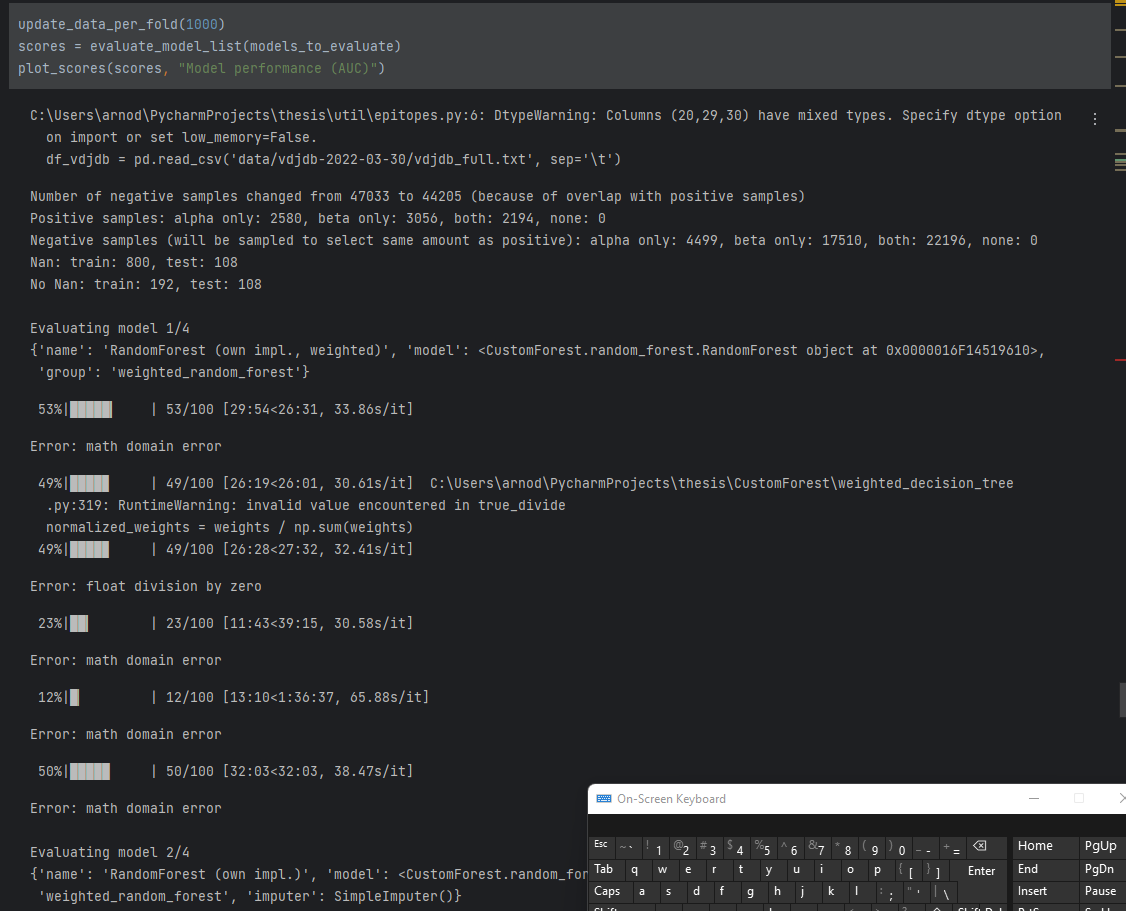 update_data_per_fold(1000)
scores = evaluate_model_list(models_to_evaluate)
plot_scores(scores, "Model performance (AUC)")
C:\Users\arnod\PycharmProjects\thesis\util\epitopes.py:6: DtypeWarning: Columns (20,29,30) have mixed types. Specify dtype option
on import or set low_memory=False.
df_vdjdb = pd.read_csv('data/vdjdb-2022-03-30/vdjdb_full.txt', sep='\t')
Number of negative samples changed from 47033 to 44205 (because of overlap with positive samples)
Positive samples: alpha only: 2580, beta only: 3056, both: 2194, none: 0
Negative samples (will be sampled to select same amount as positive): alpha only: 4499, beta only: 17510, both: 22196, none: 0
Nan: train: 800, test: 108
No Nan: train: 192, test: 108
Evaluating model 1/4
{'name': 'RandomForest (own impl., weighted)', 'model': <CustomForest.random_forest.RandomForest object at 0x0000016F14519610>,
'group': 'weighted_random_forest'}
53%|█████    | 53/100 [29:54<26:31, 33.86s/it]
Error: math domain error
49%|█████    | 49/100 [26:19<26:01, 30.61s/it] C:\Users\arnod\PycharmProjects\thesis\CustomForest\weighted_decision_tree
.py:319: RuntimeWarning: invalid value encountered in true_divide
normalized_weights = weights / np.sum(weights)
49%|█████    | 49/100 [26:28<27:32, 32.41s/it]
Error: float division by zero
23%|██       | 23/100 [11:43<39:15, 30.58s/it]
Error: math domain error
12%|█        | 12/100 [13:10<1:36:37, 65.88s/it]
Error: math domain error
50%|█████    | 50/100 [32:03<32:03, 38.47s/it]
Error: math domain error
Evaluating model 2/4
{'name': 'RandomForest (own impl.)', 'model': <CustomForest.random_for
'weighted_random_forest', 'imputer': SimpleImputer()}
On-Screen Keyboard
Esc ~ ` ! 1 @ 2 # 3 $ 4 % 5 ^ 6 & 7 * 8 ( 9 ) 0 _ - + = Home PgUp
Tab q w e r t y u i o p { [ } ] Enter End PgDn
Caps a s d f g h j k l : ; " ' | \ Insert Pause